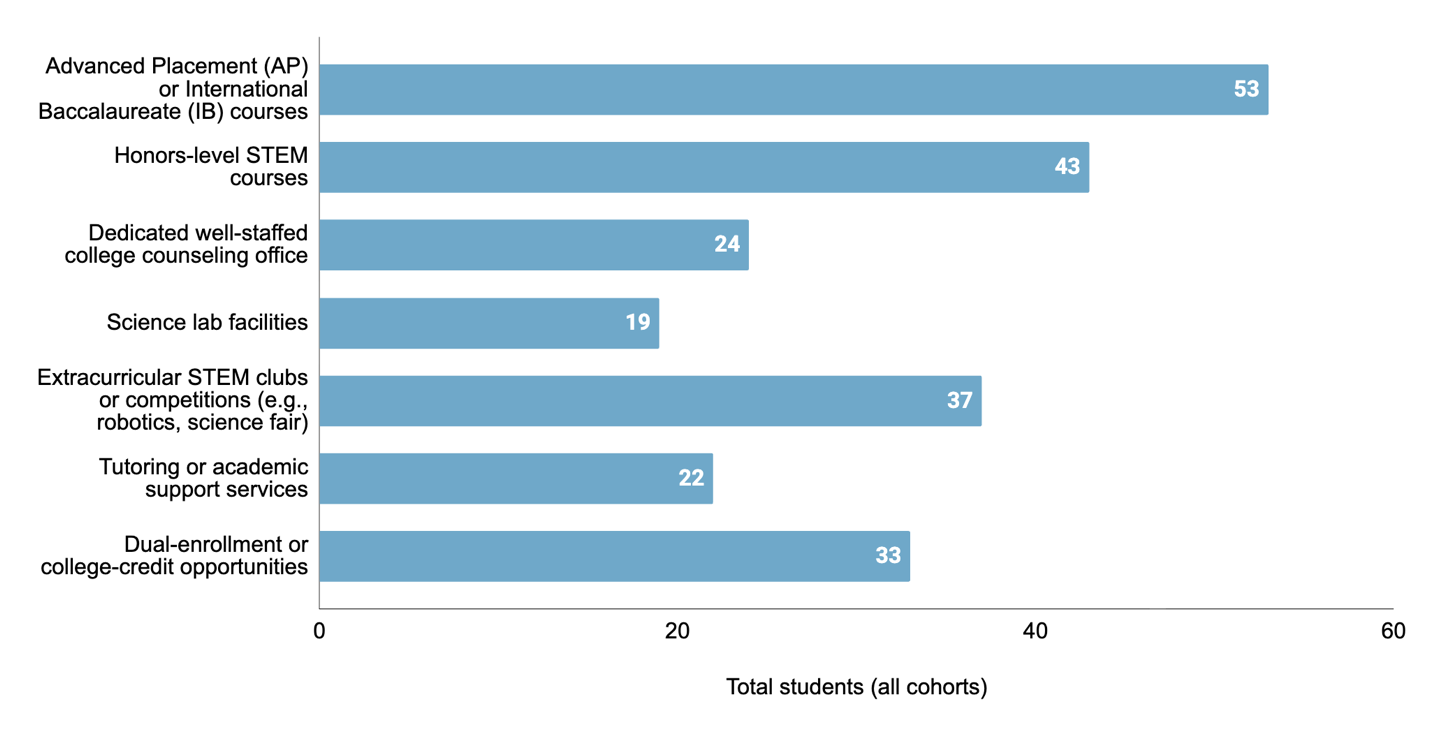 Advanced Placement (AP)
or International
Baccalaureate (IB) courses
53
Honors-level STEM
courses
43
Dedicated well-staffed
college counseling office
24
Science lab facilities
19
Extracurricular STEM clubs
or competitions (e.g.,
robotics, science fair)
37
Tutoring or academic
support services
22
Dual-enrollment or
college-credit opportunities
33
0 20 40 60
Total students (all cohorts)